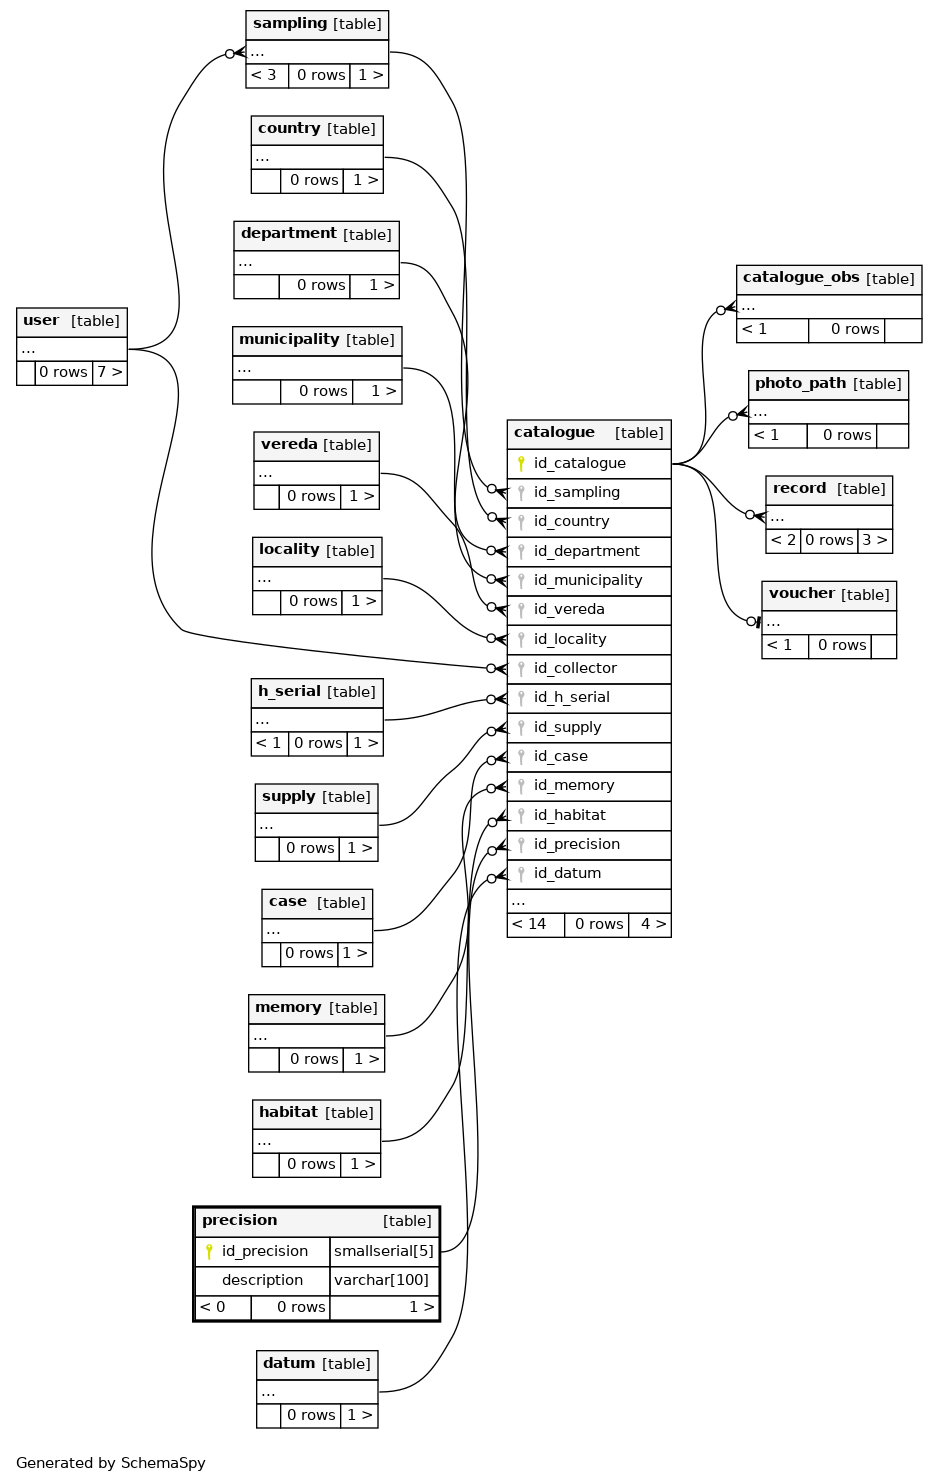 sampling [table]
...
< 3 0 rows 1 >
country [table]
...
0 rows 1 >
department [table]
...
0 rows 1 >
municipality [table]
...
0 rows 1 >
user [table]
...
0 rows 7 >
vereda [table]
...
0 rows 1 >
locality [table]
...
0 rows 1 >
h_serial [table]
...
< 1 0 rows 1 >
supply [table]
...
0 rows 1 >
case [table]
...
0 rows 1 >
memory [table]
...
0 rows 1 >
habitat [table]
...
0 rows 1 >
precision [table]
id_precision smallserial[5]
description varchar[100]
< 0 0 rows 1 >
datum [table]
...
0 rows 1 >
catalogue [table]
id_catalogue
id_sampling
id_country
id_department
id_municipality
id_vereda
id_locality
id_collector
id_h_serial
id_supply
id_case
id_memory
id_habitat
id_precision
id_datum
...
< 14 0 rows 4 >
catalogue_obs [table]
...
< 1 0 rows
photo_path [table]
...
< 1 0 rows
record [table]
...
< 2 0 rows 3 >
voucher [table]
...
< 1 0 rows
Generated by SchemaSpy